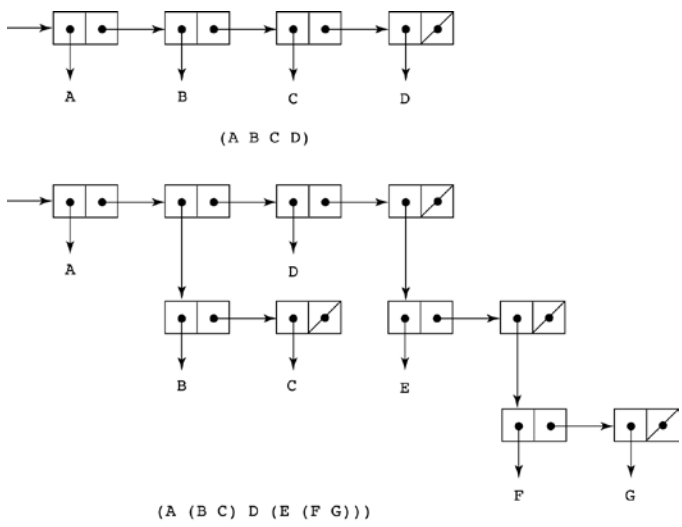 A B C D
(A B C D)
A D
B C E
F G
(A (B C) D (E (F G)))